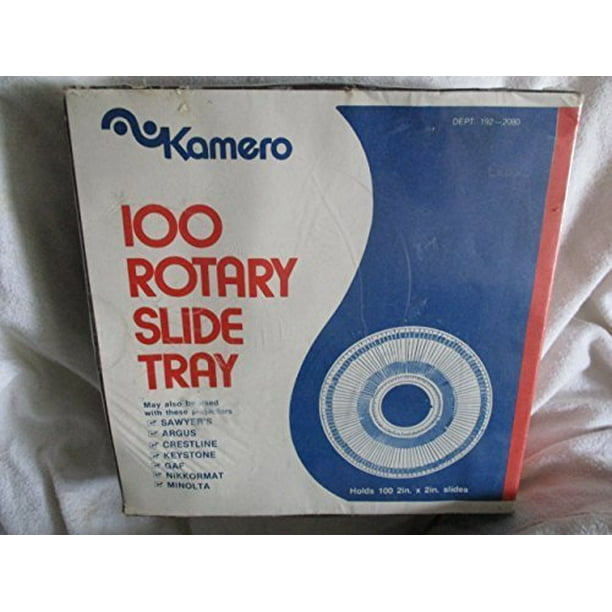 Kamero
DEPT. 192-2080
100
ROTARY
SLIDE
TRAY
May also be used
with these projectors
SAWYER'S
ARGUS
CRESTLINE
KEYSTONE
GAF
NIKKORMAT
MINOLTA
Holds 100 2in. x 2in. slides